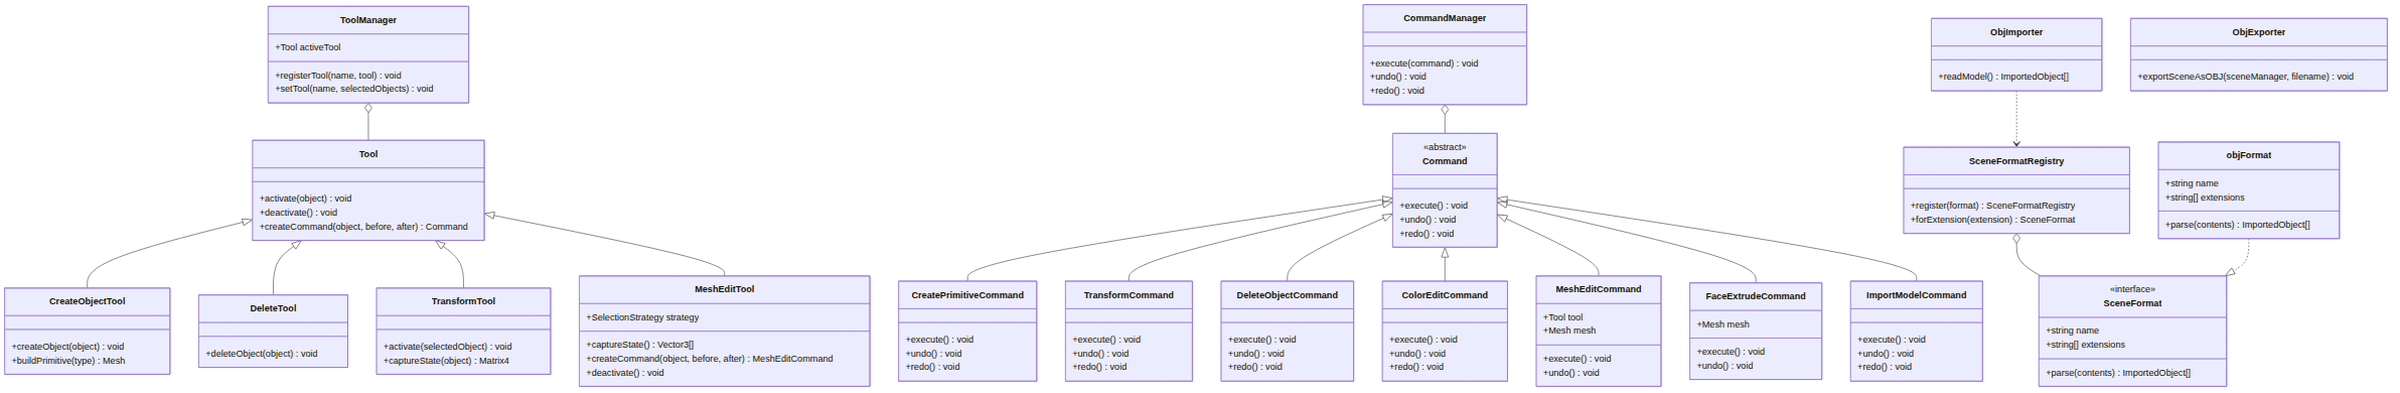 ToolManager
+Tool activeTool
+registerTool(name, tool) : void
+setTool(name, selectedObjects) : void
CommandManager
+execute(command) : void
+undo() : void
+redo() : void
ObjImporter
+readModel() : ImportedObject[]
ObjExporter
+exportSceneAsOBJ(sceneManager, filename) : void
Tool
+activate(object) : void
+deactivate() : void
+createCommand(object, before, after) : Command
«abstract»
Command
+execute() : void
+undo() : void
+redo() : void
SceneFormatRegistry
+register(format) : SceneFormatRegistry
+forExtension(extension) : SceneFormat
objFormat
+string name
+string[] extensions
+parse(contents) : ImportedObject[]
CreateObjectTool
+createObject(object) : void
+buildPrimitive(type) : Mesh
DeleteTool
+deleteObject(object) : void
TransformTool
+activate(selectedObject) : void
+captureState(object) : Matrix4
MeshEditTool
+SelectionStrategy strategy
+captureState() : Vector3[]
+createCommand(object, before, after) : MeshEditCommand
+deactivate() : void
CreatePrimitiveCommand
+execute() : void
+undo() : void
+redo() : void
TransformCommand
+execute() : void
+undo() : void
+redo() : void
DeleteObjectCommand
+execute() : void
+undo() : void
+redo() : void
ColorEditCommand
+execute() : void
+undo() : void
+redo() : void
MeshEditCommand
+Tool tool
+Mesh mesh
+execute() : void
+undo() : void
FaceExtrudeCommand
+Mesh mesh
+execute() : void
+undo() : void
ImportModelCommand
+execute() : void
+undo() : void
+redo() : void
«interface»
SceneFormat
+string name
+string[] extensions
+parse(contents) : ImportedObject[]